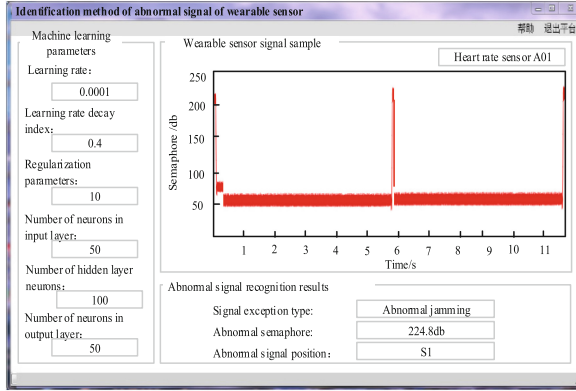 Identification method of abnormal signal of wearable sensor
帮助 退出平台
Machine learning
parameters
Learning rate：
0.0001
Learning rate decay
index：
0.4
Regularization
parameters：
10
Number of neurons in
input layer：
50
Number of hidden layer
neurons：
100
Number of neurons in
output layer：
50
Wearable sensor signal sample
Heart rate sensor A01
Semaphore /db
250
200
150
100
50
1 2 3 4 5 6 7 8 9 10 11
Time/s
Abnormal signal recognition results
Signal exception type:
Abnormal jamming
Abnormal semaphore:
224.8db
Abnormal signal position：
S1